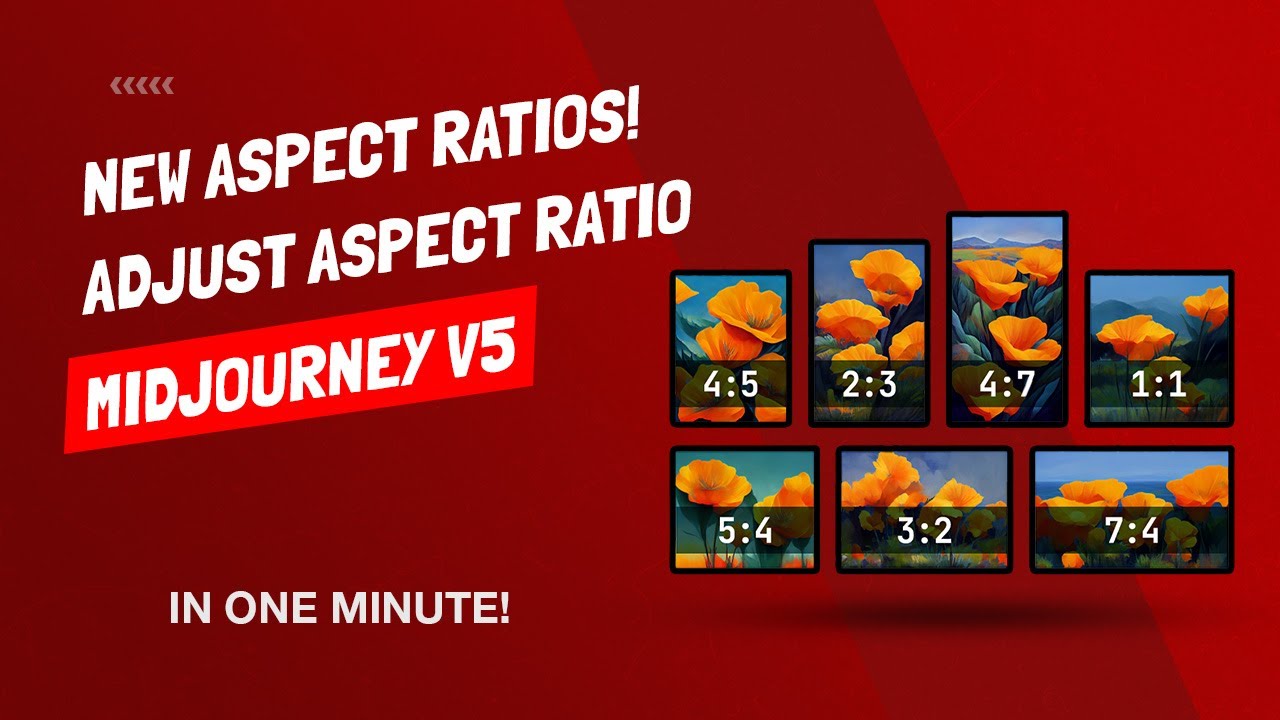 NEW ASPECT RATIOS!
ADJUST ASPECT RATIO
MIDJOURNEY V5
4:5
2:3
4:7
1:1
5:4
3:2
7:4
IN ONE MINUTE!